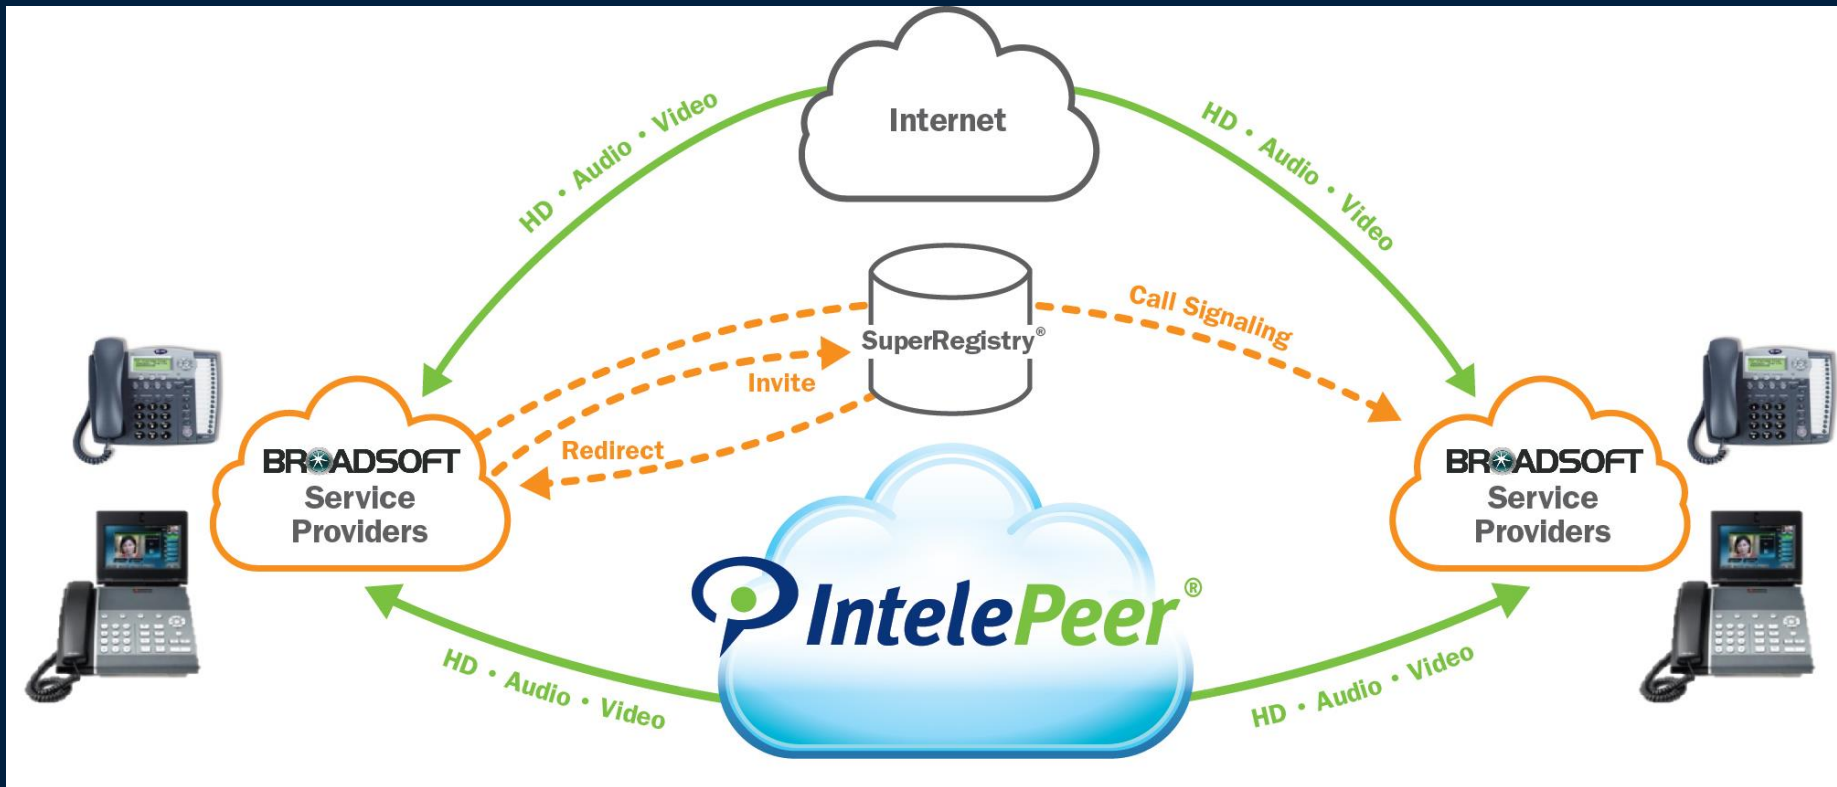 Internet
HD • Audio • Video
HD • Audio • Video
SuperRegistry®
Call Signaling
Invite
Redirect
BROADSOFT
Service
Providers
BROADSOFT
Service
Providers
IntelePeer®
HD • Audio • Video
HD • Audio • Video